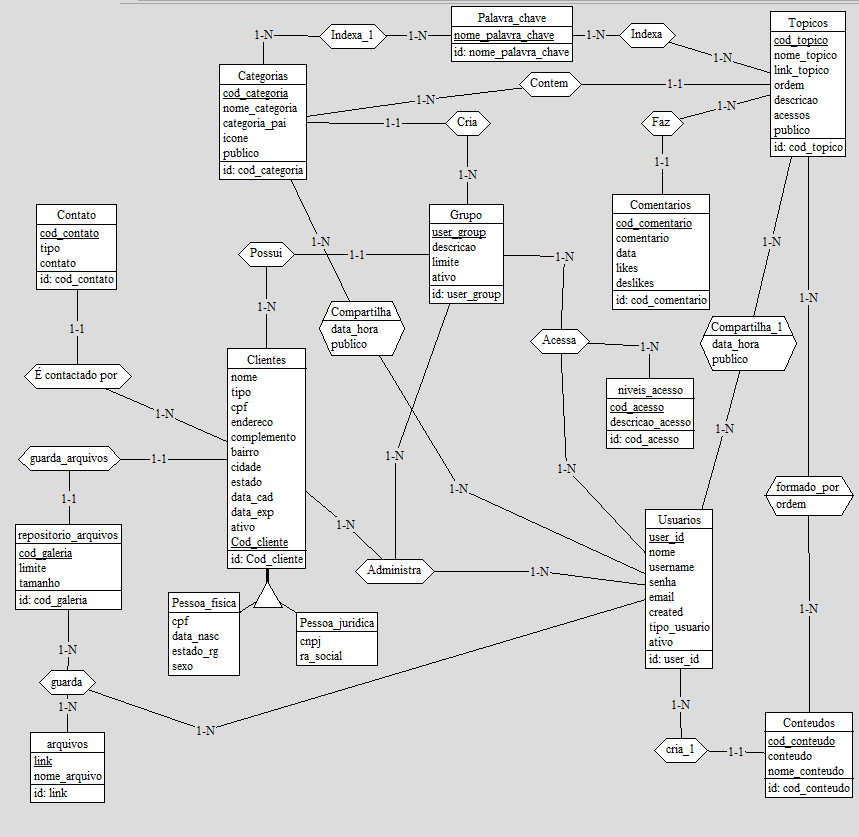 Palavra_chave
nome_palavra_chave
id: nome_palavra_chave
1-N
Indexa_1
1-N
1-N
Indexa
1-N
Topicos
cod_topico
nome_topico
link_topico
ordem
descricao
acessos
publico
id: cod_topico
Categorias
cod_categoria
nome_categoria
categoria_pai
icone
publico
id: cod_categoria
1-N
Contem
1-1
1-1
Cria
1-N
Faz
1-N
1-1
Comentarios
cod_comentario
comentario
data
likes
deslikes
id: cod_comentario
Contato
cod_contato
tipo
contato
id: cod_contato
Grupo
user_group
descricao
limite
ativo
id: user_group
Possui
1-1
1-N
1-N
1-N
1-N
1-N
Compartilha
data_hora
publico
Compartilha_1
data_hora
publico
1-1
Acessa
1-N
É contactado por
1-N
Clientes
nome
tipo
cpf
endereco
complemento
bairro
cidade
estado
data_cad
data_exp
ativo
Cod_cliente
id: Cod_cliente
niveis_acesso
cod_acesso
descricao_acesso
id: cod_acesso
1-N
guarda_arquivos
1-1
1-N
1-N
1-N
1-1
formado_por
ordem
repositorio_arquivos
cod_galeria
limite
tamanho
id: cod_galeria
1-N
Usuarios
user_id
nome
username
senha
email
created
tipo_usuario
ativo
id: user_id
Administra
1-N
Pessoa_fisica
cpf
data_nasc
estado_rg
sexo
Pessoa_juridica
cnpj
ra_social
1-N
1-N
guarda
1-N
1-N
1-N
arquivos
link
nome_arquivo
id: link
cria_1
1-1
Conteudos
cod_conteudo
conteudo
nome_conteudo
id: cod_conteudo